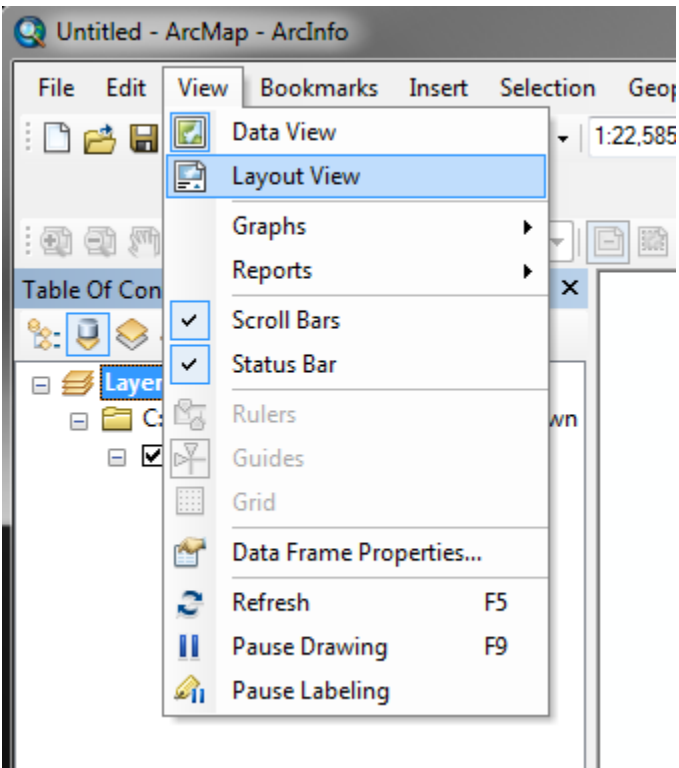 Untitled - ArcMap - ArcInfo
File Edit View Bookmarks Insert Selection
Data View
1:22,585
Layout View
Graphs
Reports
Table Of
Scroll Bars
Status Bar
Rulers
Guides
Grid
Data Frame Properties...
Refresh F5
Pause Drawing F9
Pause Labeling